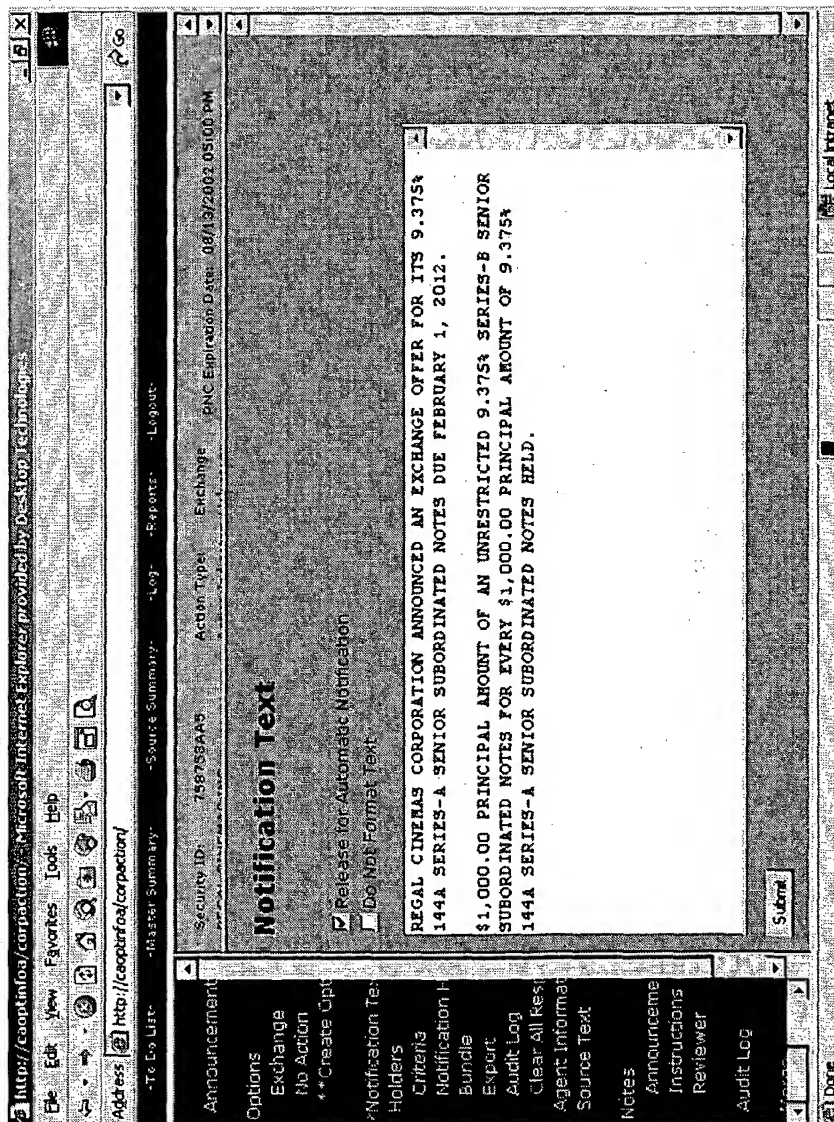 http://caoptinfoa/corpaction/ - Microsoft Internet Explorer provided by Desktop Technologies
File Edit View Favorites Tools Help
Address http://caoptinfoa/corpaction/ Go
-To Do List- -Master Summary- -Source Summary- -Log- -Reports- -Logout-
Announcement
Options
Exchange
No Action
**Create Opt
*Notification Te
Holders
Criteria
Notification H
Bundle
Export
Audit Log
Clear All Res
Agent Informat
Source Text
Notes
Announceme
Instructions
Reviewer
Audit Log
Security ID: 758753AA5 Action Type: Exchange PNC Expiration Date: 05:00 PM
Notification Text
Release for Automatic Notification
Do Not Format Text
REGAL CINEMAS CORPORATION ANNOUNCED AN EXCHANGE OFFER FOR ITS 9.375%
144A SERIES-A SENIOR SUBORDINATED NOTES DUE FEBRUARY 1, 2012.
$1,000.00 PRINCIPAL AMOUNT OF AN UNRESTRICTED 9.375% SERIES-B SENIOR
SUBORDINATED NOTES FOR EVERY $1,000.00 PRINCIPAL AMOUNT OF 9.375%
144A SERIES-A SENIOR SUBORDINATED NOTES HELD.
Submit
Done Local intranet